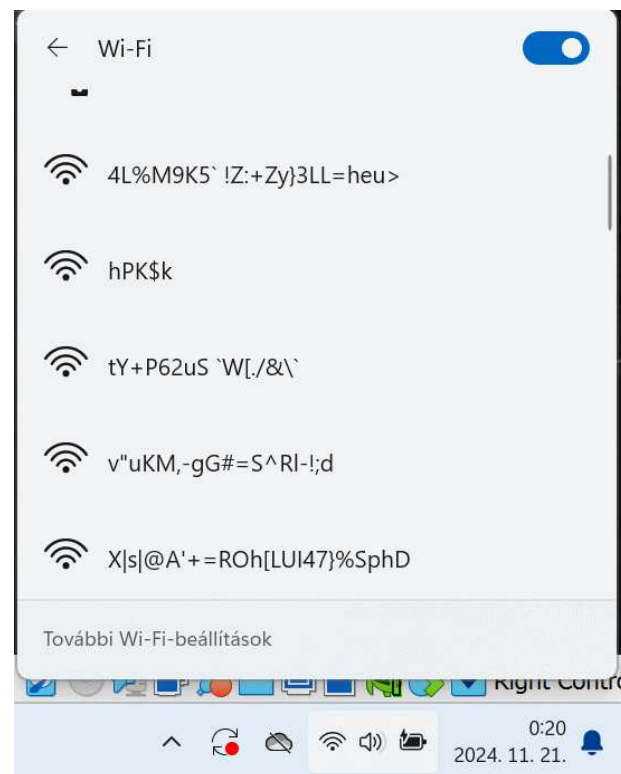 Wi-Fi
4L%M9K5` !Z:+Zy}3LL=heu>
hPK$k
tY+P62uS `W[./&\`
v"uKM,-gG#=S^Rl-!;d
X|s|@A'+=ROh[LUI47}%SphD
További Wi-Fi-beállítások
Right
0:20
2024. 11. 21.